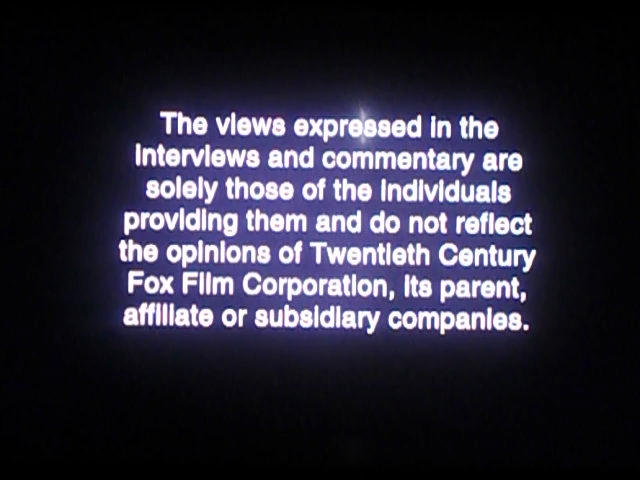 The views expressed in the
interviews and commentary are
solely those of the individuals
providing them and do not reflect
the opinions of Twentieth Century
Fox Film Corporation, its parent,
affiliate or subsidiary companies.